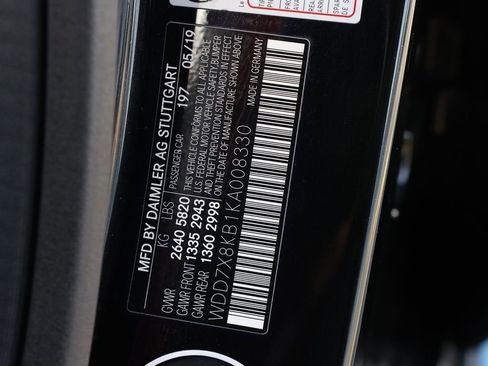 MFD BY DAIMLER AG STUTTGART
KG LBS PASSENGER CAR 197 05/19
GVWR 2640 5820 THIS VEHICLE CONFORMS TO ALL APPLICABLE
GAWR FRONT 1335 2943 U.S. FEDERAL MOTOR VEHICLE SAFETY,BUMPER
GAWR REAR 1360 2998 AND THEFT PREVENTION STANDARDS IN EFFECT
ON THE DATE OF MANUFACTURE SHOWN ABOVE
WDD7X8KB1KA008330 MADE IN GERMANY